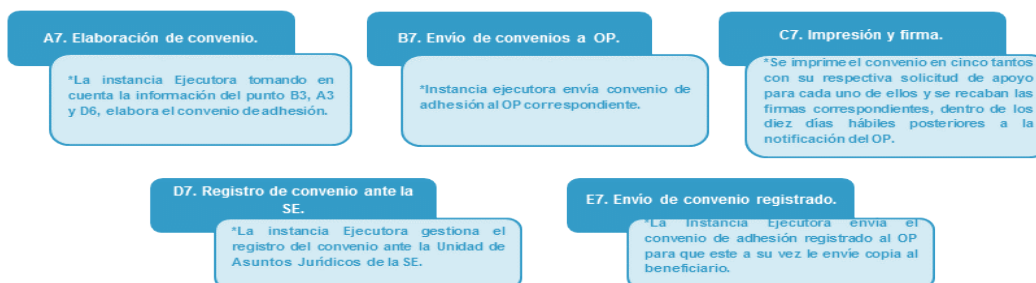 A7. Elaboración de convenio.
*La instancia Ejecutora tomando en
cuenta la información del punto B3, A3
y D6, elabora el convenio de adhesión.
B7. Envío de convenios a OP.
*Instancia ejecutora envía convenio de
adhesión al OP correspondiente.
C7. Impresión y firma.
*Se imprime el convenio en cinco tantos
con su respectiva solicitud de apoyo
para cada uno de ellos y se recaban las
firmas correspondientes, dentro de los
diez días hábiles posteriores a la
notificación del OP.
D7. Registro de convenio ante la
SE.
*La instancia Ejecutora gestiona el
registro del convenio ante la Unidad de
Asuntos Jurídicos de la SE.
E7. Envío de convenio registrado.
*La Instancia Ejecutora envía el
convenio de adhesión registrado al OP
para que este a su vez le envíe copia al
beneficiario.